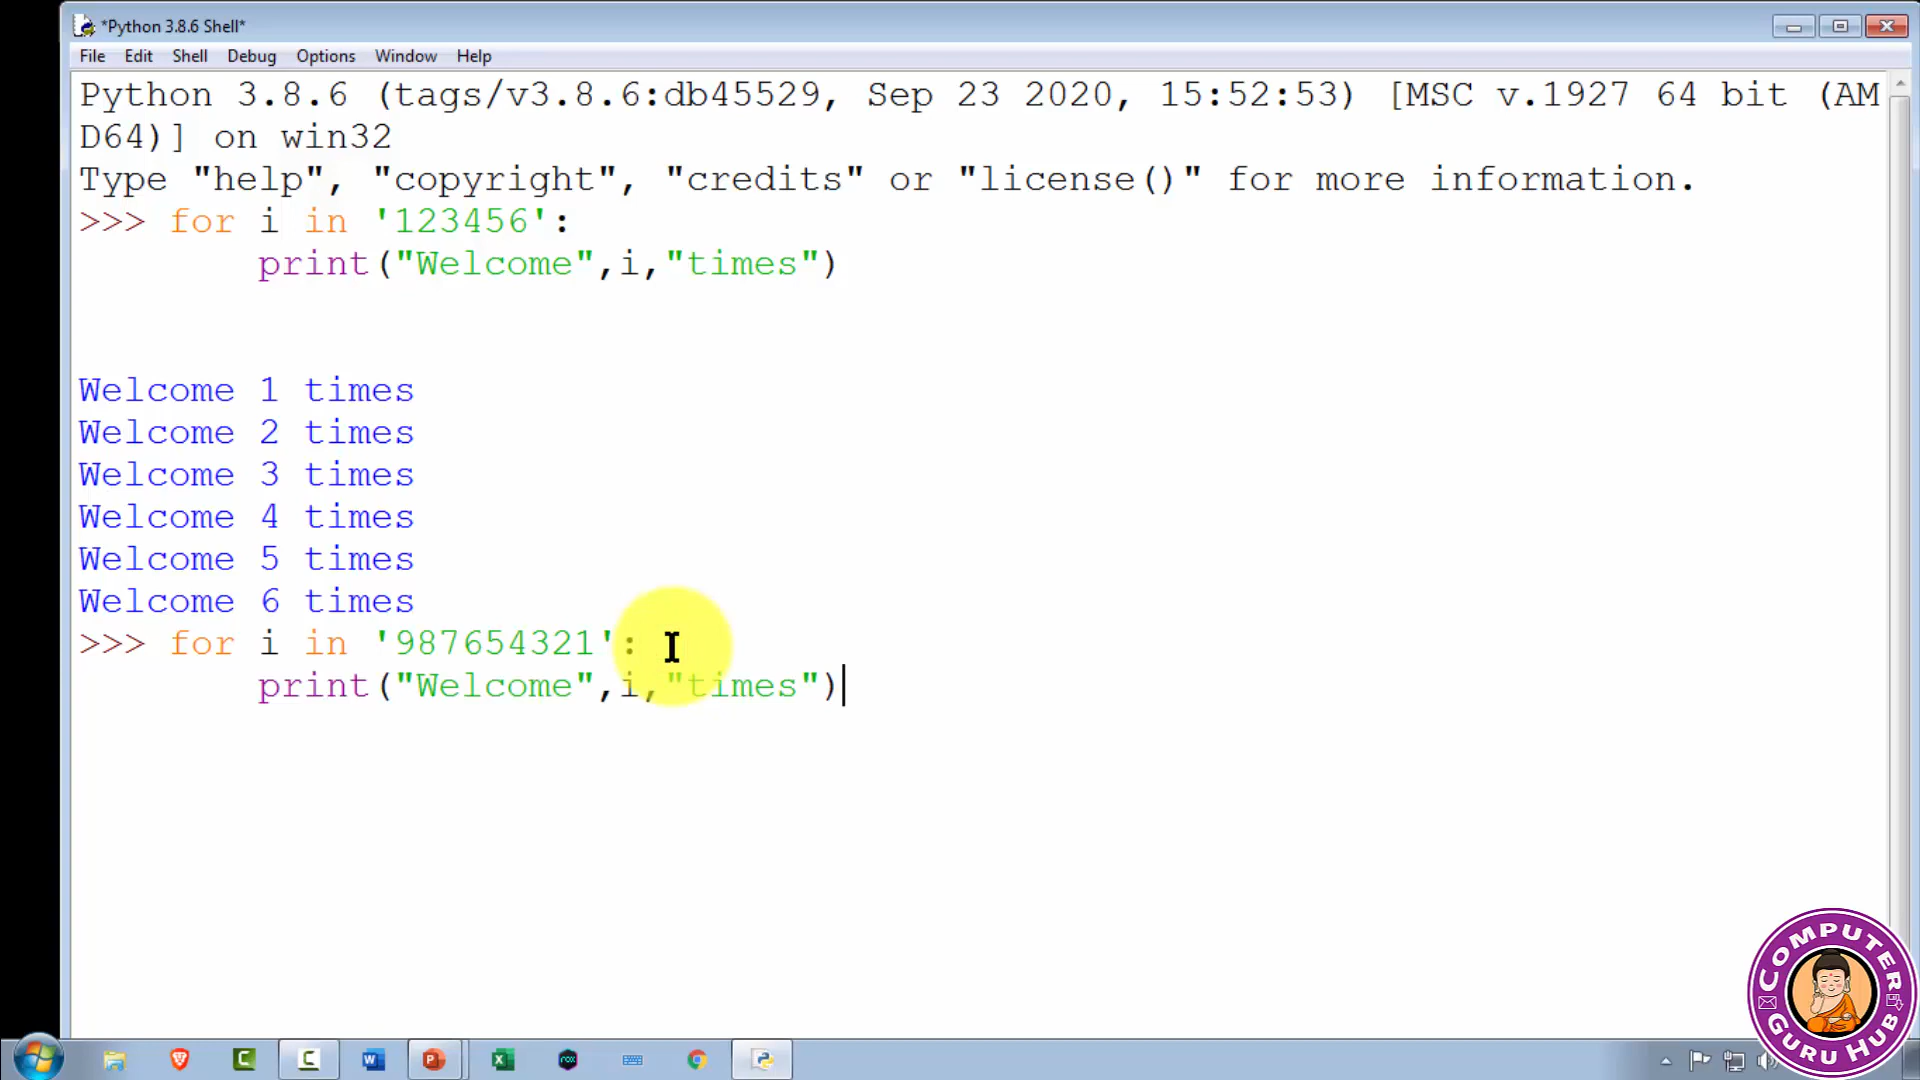 *Python 3.8.6 Shell*
File Edit Shell Debug Options Window Help
Python 3.8.6 (tags/v3.8.6:db45529, Sep 23 2020, 15:52:53) [MSC v.1927 64 bit (AM
D64)] on win32
Type "help", "copyright", "credits" or "license()" for more information.
>>> for i in '123456':
        print("Welcome",i,"times")
Welcome 1 times
Welcome 2 times
Welcome 3 times
Welcome 4 times
Welcome 5 times
Welcome 6 times
>>> for i in '987654321':
        print("Welcome",i,"times")
COMPUTER
GURU HUB